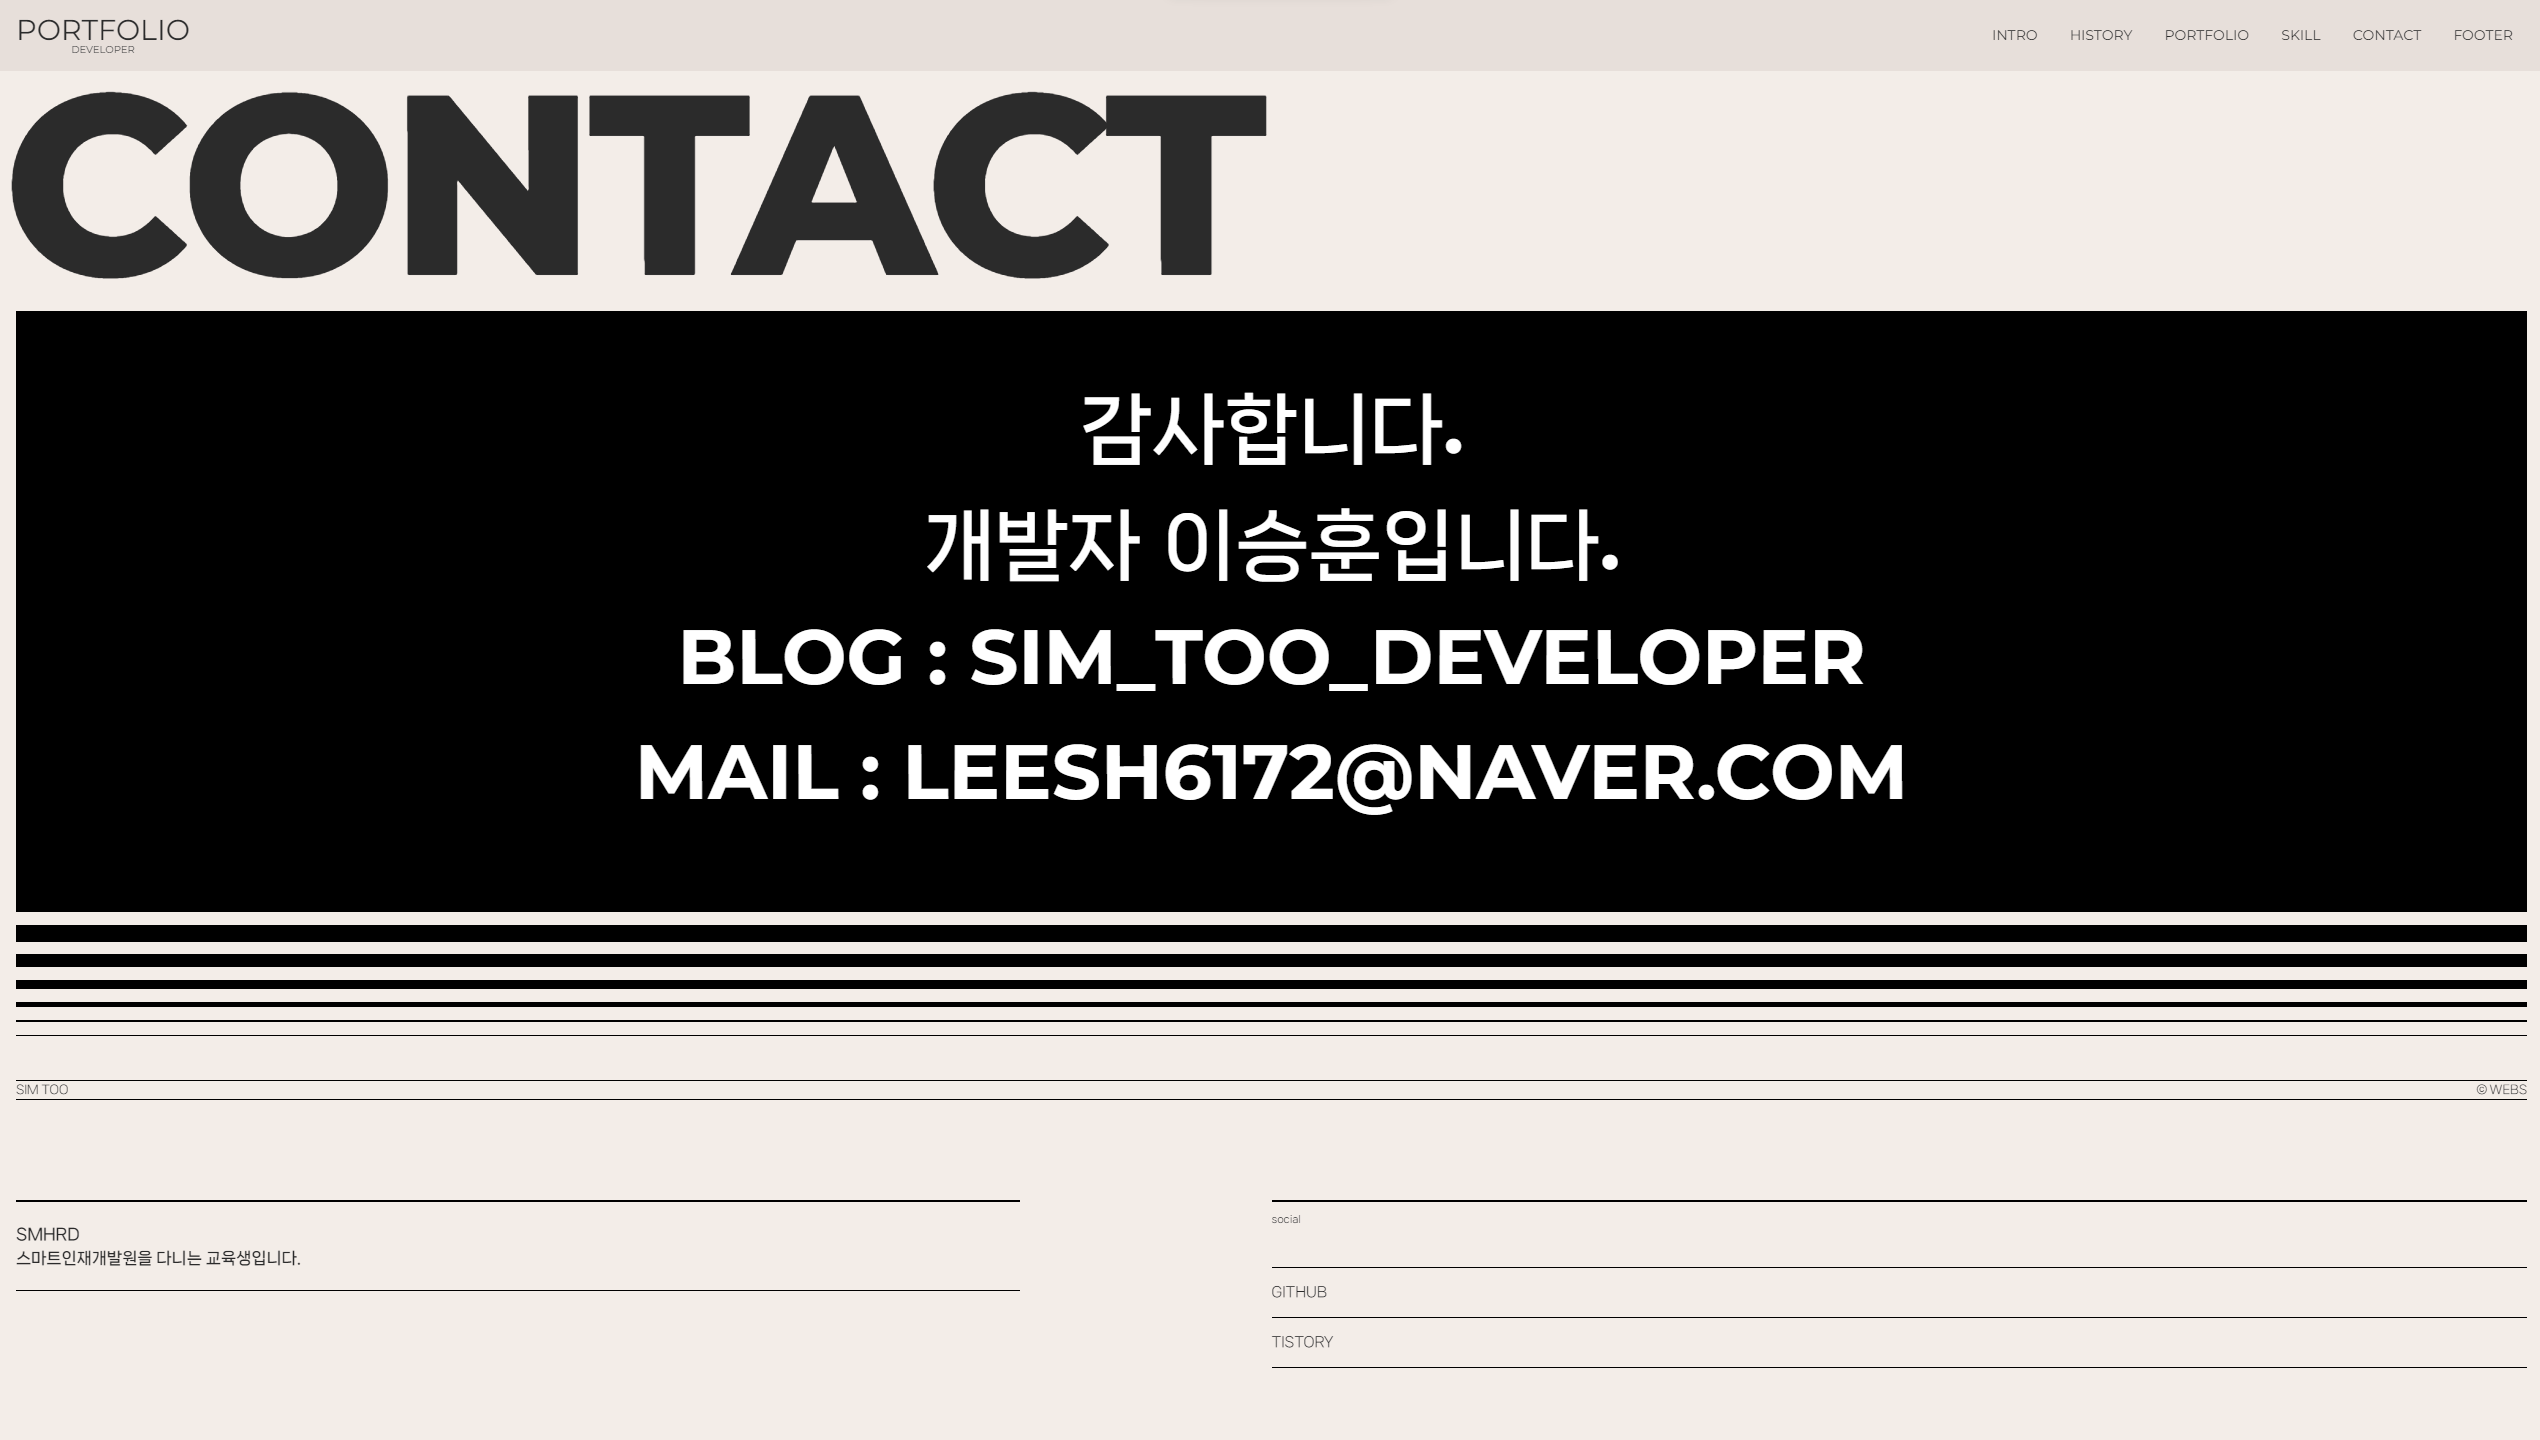 PORTFOLIO
DEVELOPER
INTRO HISTORY PORTFOLIO SKILL CONTACT FOOTER
CONTACT
감사합니다.
개발자 이승훈입니다.
BLOG : SIM_TOO_DEVELOPER
MAIL : LEESH6172@NAVER.COM
SIM TOO
© WEBS
SMHRD
스마트인재개발원을 다니는 교육생입니다.
social
GITHUB
TISTORY